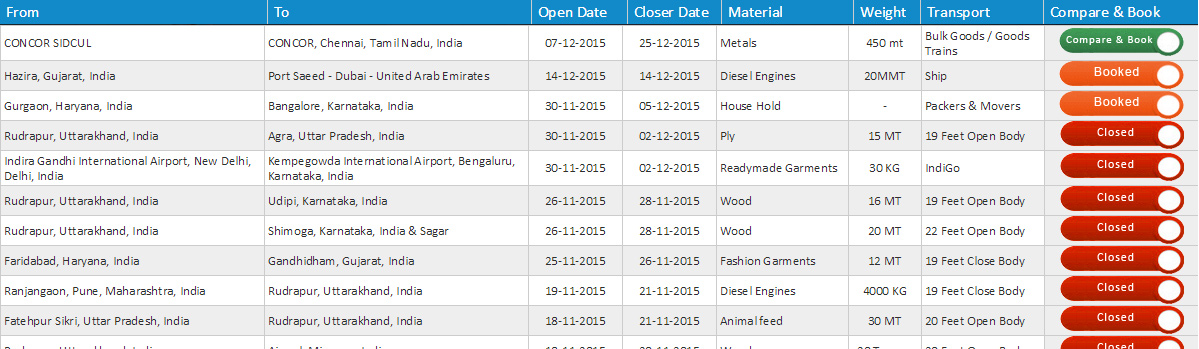 From To Open Date Closer Date Material Weight Transport Compare & Book
CONCOR SIDCUL CONCOR, Chennai, Tamil Nadu, India 07-12-2015 25-12-2015 Metals 450 mt Bulk Goods / Goods
Trains Compare & Book
Hazira, Gujarat, India Port Saeed - Dubai - United Arab Emirates 14-12-2015 14-12-2015 Diesel Engines 20MMT Ship Booked
Gurgaon, Haryana, India Bangalore, Karnataka, India 30-11-2015 05-12-2015 House Hold - Packers & Movers Booked
Rudrapur, Uttarakhand, India Agra, Uttar Pradesh, India 30-11-2015 02-12-2015 Ply 15 MT 19 Feet Open Body Closed
Indira Gandhi International Airport, New Delhi, Kempegowda International Airport, Bengaluru,
Delhi, India Karnataka, India 30-11-2015 02-12-2015 Readymade Garments 30 KG IndiGo Closed
Rudrapur, Uttarakhand, India Udipi, Karnataka, India 26-11-2015 28-11-2015 Wood 16 MT 19 Feet Open Body Closed
Rudrapur, Uttarakhand, India Shimoga, Karnataka, India & Sagar 26-11-2015 28-11-2015 Wood 20 MT 22 Feet Open Body Closed
Faridabad, Haryana, India Gandhidham, Gujarat, India 25-11-2015 26-11-2015 Fashion Garments 12 MT 19 Feet Close Body Closed
Ranjangaon, Pune, Maharashtra, India Rudrapur, Uttarakhand, India 19-11-2015 21-11-2015 Diesel Engines 4000 KG 19 Feet Close Body Closed
Fatehpur Sikri, Uttar Pradesh, India Rudrapur, Uttarakhand, India 18-11-2015 21-11-2015 Animal feed 30 MT 20 Feet Open Body Closed
Closed